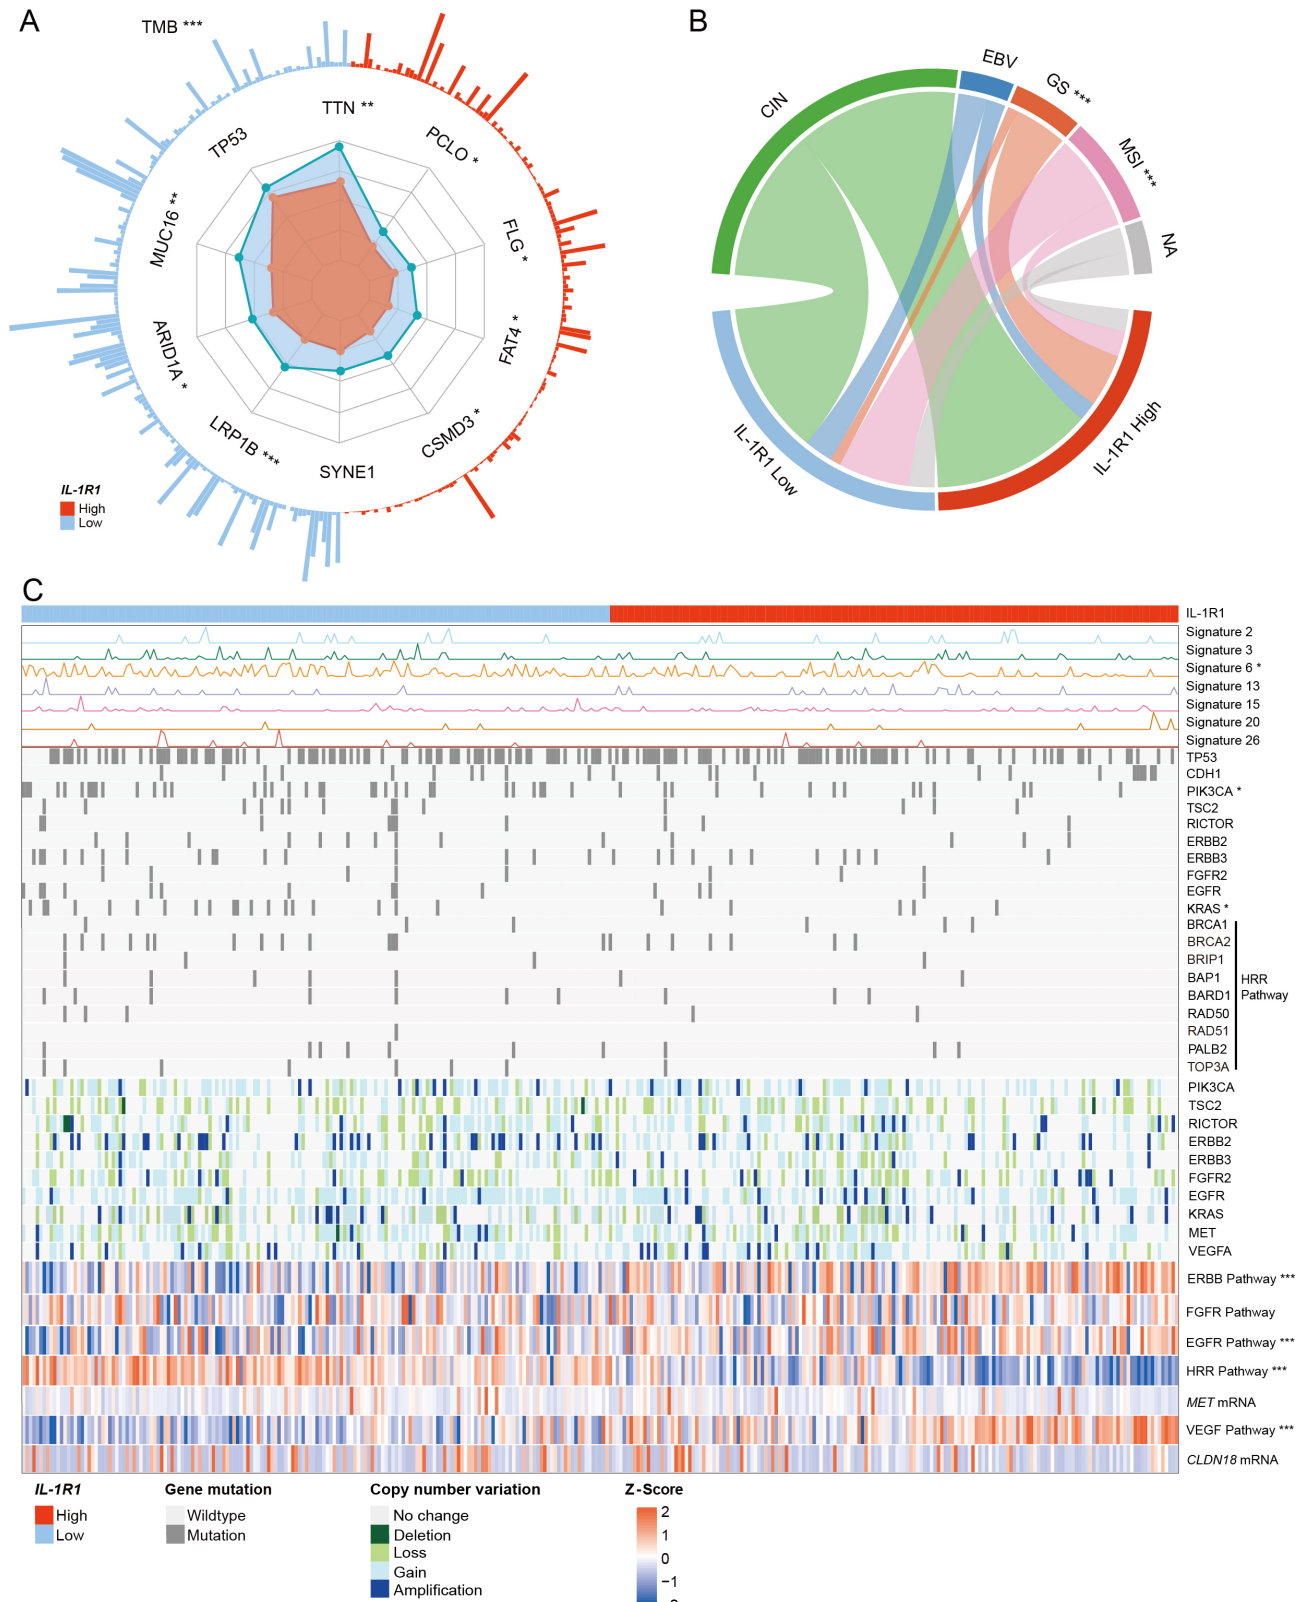 A
TMB ***
TTN **
PCLO *
FLG *
FAT4 *
CSMD3 *
SYNE1
LRP1B ***
ARID1A *
MUC16 **
TP53
IL-1R1
High
Low
B
CIN
EBV
GS ***
MSI ***
NA
IL-1R1 High
IL-1R1 Low
C
IL-1R1
Signature 2
Signature 3
Signature 6 *
Signature 13
Signature 15
Signature 20
Signature 26
TP53
CDH1
PIK3CA *
TSC2
RICTOR
ERBB2
ERBB3
FGFR2
EGFR
KRAS *
BRCA1
BRCA2
BRIP1
BAP1
BARD1
RAD50
RAD51
PALB2
TOP3A
HRR
Pathway
PIK3CA
TSC2
RICTOR
ERBB2
ERBB3
FGFR2
EGFR
KRAS
MET
VEGFA
ERBB Pathway ***
FGFR Pathway
EGFR Pathway ***
HRR Pathway ***
MET mRNA
VEGF Pathway ***
CLDN18 mRNA
IL-1R1
High
Low
Gene mutation
Wildtype
Mutation
Copy number variation
No change
Deletion
Loss
Gain
Amplification
Z-Score
2
1
0
−1